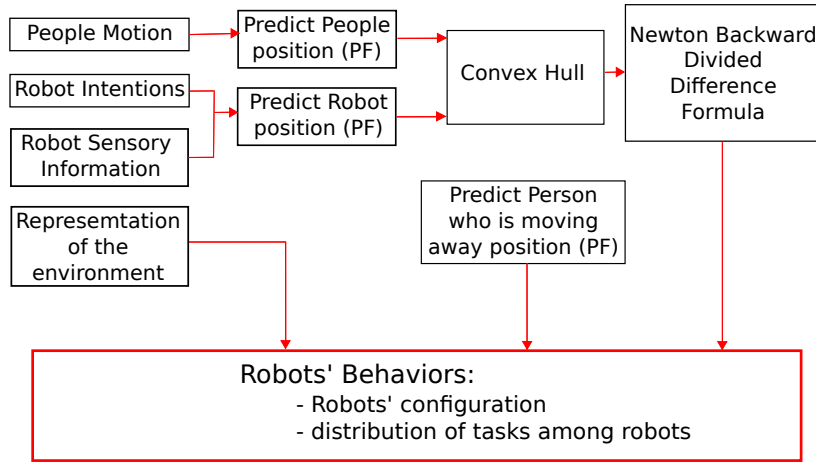 People Motion
Predict People
position (PF)
Robot Intentions
Predict Robot
position (PF)
Robot Sensory
Information
Convex Hull
Newton Backward
Divided
Difference
Formula
Represemtation
of the
environment
Predict Person
who is moving
away position (PF)
Robots' Behaviors:
- Robots' configuration
- distribution of tasks among robots